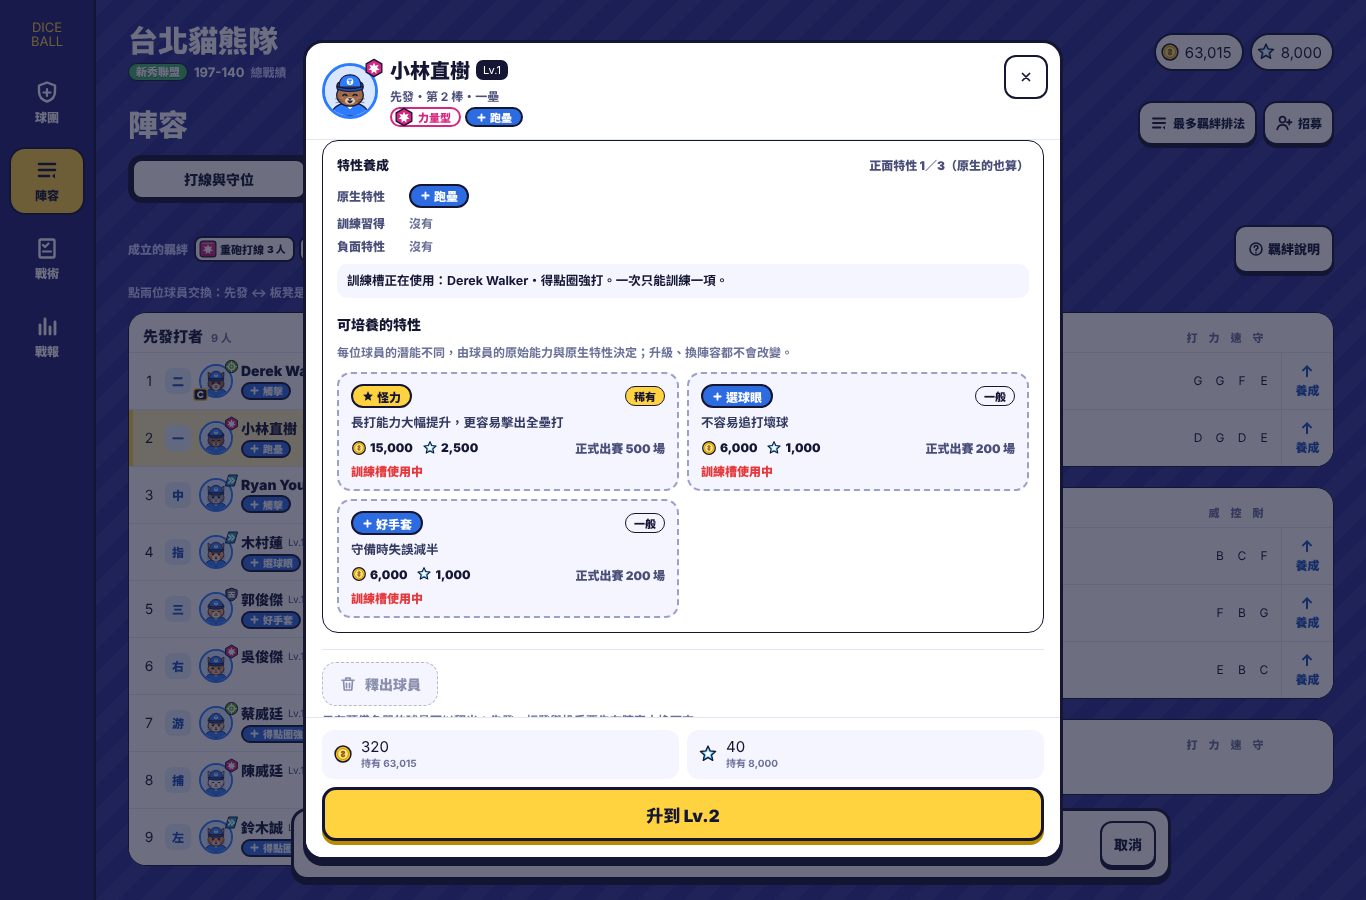 DICE
BALL
球團
陣容
戰術
戰報
台北貓熊隊
新秀聯盟 197-140 總戰績
63,015 8,000
陣容
最多羈絆排法 招募
打線與守位
成立的羈絆 重砲打線 3 人
羈絆說明
點兩位球員交換：先發 ↔ 板凳是
先發打者 9 人
打 力 速 守
1 二 Derek Wa
C + 觸擊
G G F E
養成
2 一 小林直樹
+ 跑壘
D G D E
養成
3 中 Ryan You
+ 觸擊
威 控 耐
4 指 木村蓮 Lv.1
+ 選球眼
B C F
養成
5 三 郭俊傑 Lv.1
+ 好手套
F B G
養成
6 右 吳俊傑 Lv.1
E B C
養成
7 游 蔡威廷 Lv.1
+ 得點圈強
打 力 速 守
8 捕 陳威廷 Lv.1
9 左 鈴木誠
+ 得點圈
取消
小林直樹 Lv.1
先發・第 2 棒・一壘
力量型 + 跑壘
×
特性養成 正面特性 1／3（原生的也算）
原生特性 + 跑壘
訓練習得 沒有
負面特性 沒有
訓練槽正在使用：Derek Walker・得點圈強打。一次只能訓練一項。
可培養的特性
每位球員的潛能不同，由球員的原始能力與原生特性決定；升級、換陣容都不會改變。
★ 怪力 稀有
長打能力大幅提升，更容易擊出全壘打
15,000 2,500 正式出賽 500 場
訓練槽使用中
+ 選球眼 一般
不容易追打壞球
6,000 1,000 正式出賽 200 場
訓練槽使用中
+ 好手套 一般
守備時失誤減半
6,000 1,000 正式出賽 200 場
訓練槽使用中
釋出球員
320
持有 63,015
40
持有 8,000
升到 Lv.2